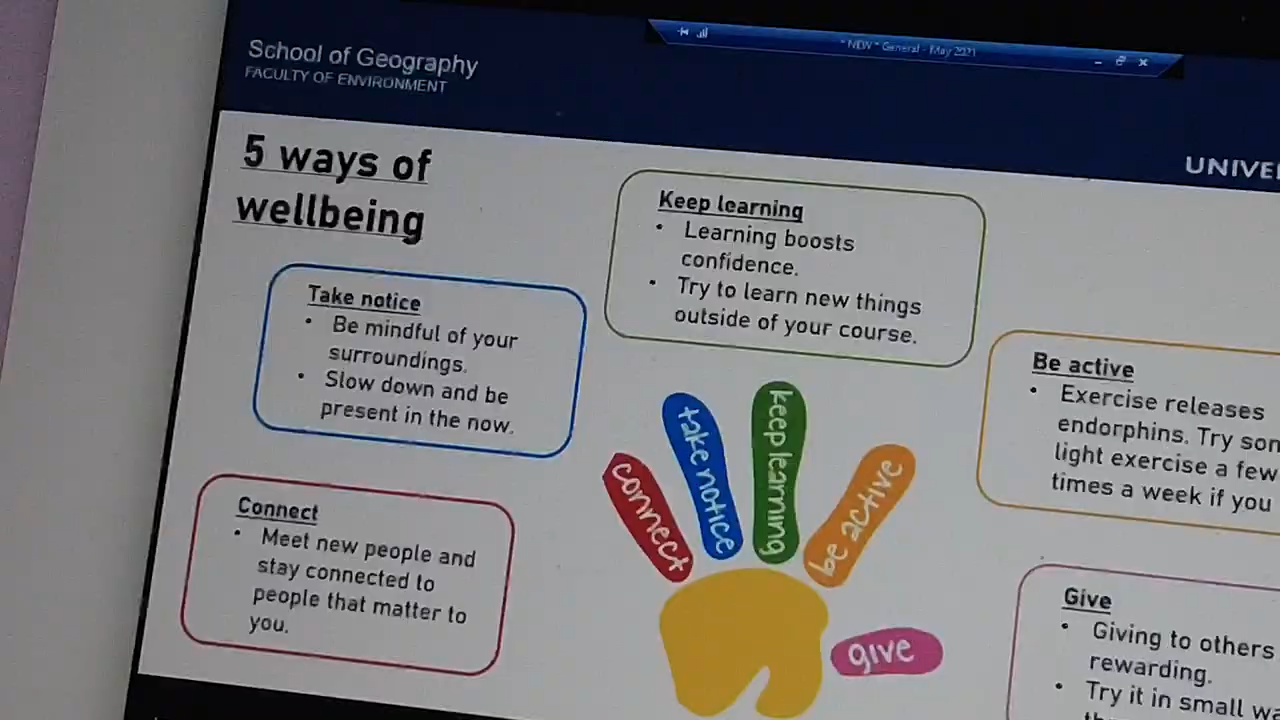 School of Geography
FACULTY OF ENVIRONMENT
"NEW" General - May 2021
5 ways of
wellbeing
Keep learning
• Learning boosts
confidence.
• Try to learn new things
outside of your course.
Take notice
• Be mindful of your
surroundings.
• Slow down and be
present in the now.
Be active
• Exercise releases
endorphins. Try
light exercise a few
times a week if you
Connect
• Meet new people and
stay connected to
people that matter to
you.
connect
take notice
keep learning
be active
give
Give
• Giving to others
rewarding.
• Try it in small